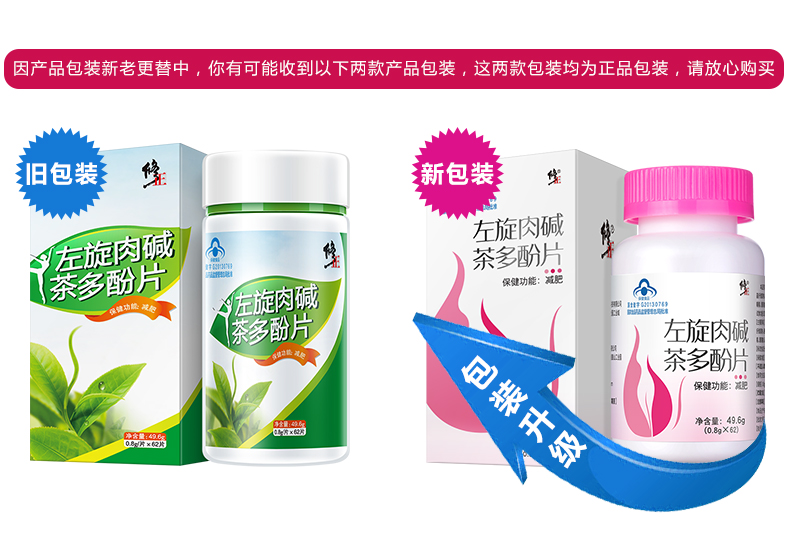 因产品包装新老更替中，你有可能收到以下两款产品包装，这两款包装均为正品包装，请放心购买
旧包装
修正
左旋肉碱
茶多酚片
保健功能：减肥
净含量：49.6g
0.8g/片×62片
修正
左旋肉碱
茶多酚片
保健功能：减肥
净含量：49.6g
0.8g/片×62片
新包装
修正
左旋肉碱
茶多酚片
保健功能：减肥
修正
包装升级
修正
国食健字 G20130769
左旋肉碱
茶多酚片
保健功能：减肥
净含量：49.6g
(0.8g×62)